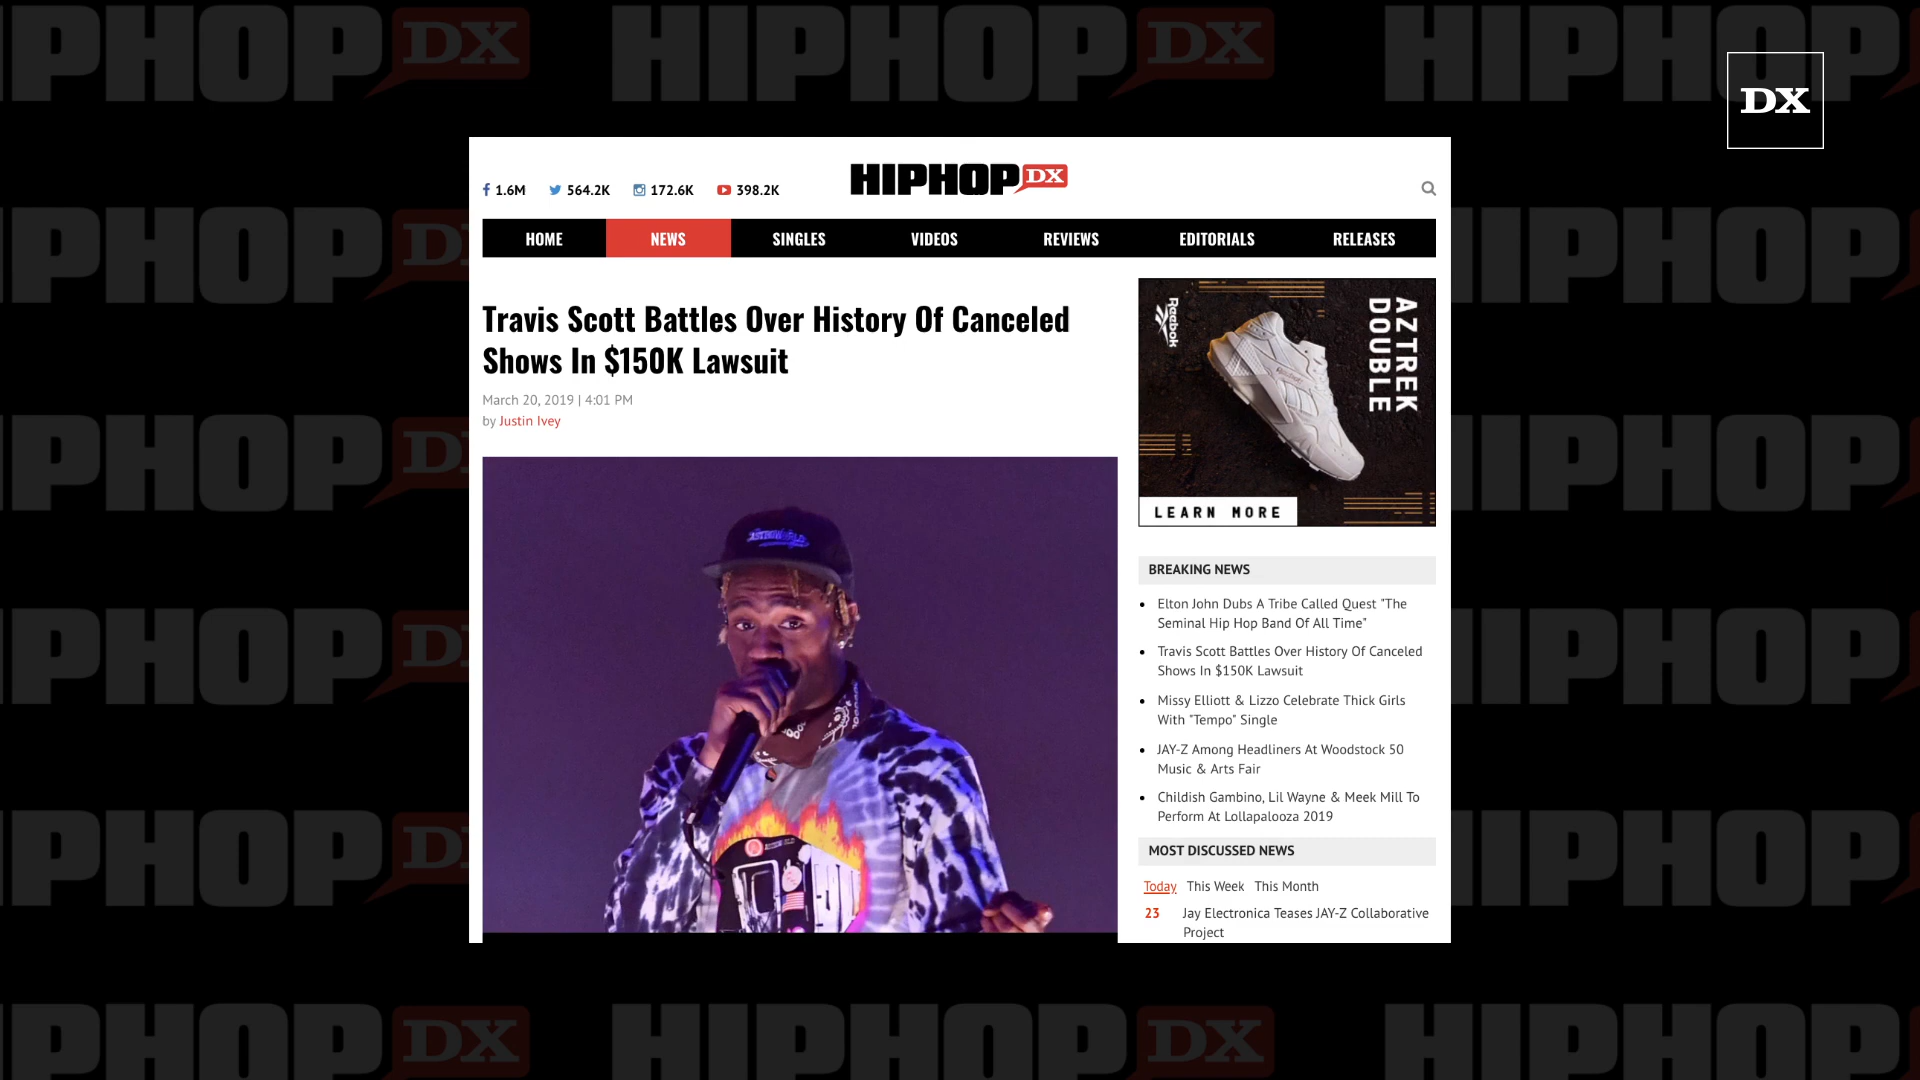 HIPHOP DX
HIPHOP DX
DX
1.6M 564.2K 172.6K 398.2K
HIPHOP DX
HOME NEWS SINGLES VIDEOS REVIEWS EDITORIALS RELEASES
Travis Scott Battles Over History Of Canceled
Shows In $150K Lawsuit
March 20, 2019 | 4:01 PM
by Justin Ivey
ASTROWORLD
Reebok
AZTREK
DOUBLE
LEARN MORE
BREAKING NEWS
Elton John Dubs A Tribe Called Quest "The
Seminal Hip Hop Band Of All Time"
Travis Scott Battles Over History Of Canceled
Shows In $150K Lawsuit
Missy Elliott & Lizzo Celebrate Thick Girls
With "Tempo" Single
JAY-Z Among Headliners At Woodstock 50
Music & Arts Fair
Childish Gambino, Lil Wayne & Meek Mill To
Perform At Lollapalooza 2019
MOST DISCUSSED NEWS
Today This Week This Month
23 Jay Electronica Teases JAY-Z Collaborative
Project
HIPHOP DX